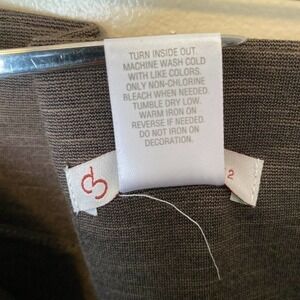 TURN INSIDE OUT.
MACHINE WASH COLD
WITH LIKE COLORS.
ONLY NON-CHLORINE
BLEACH WHEN NEEDED.
TUMBLE DRY LOW.
WARM IRON ON
REVERSE IF NEEDED.
DO NOT IRON ON
DECORATION.
2